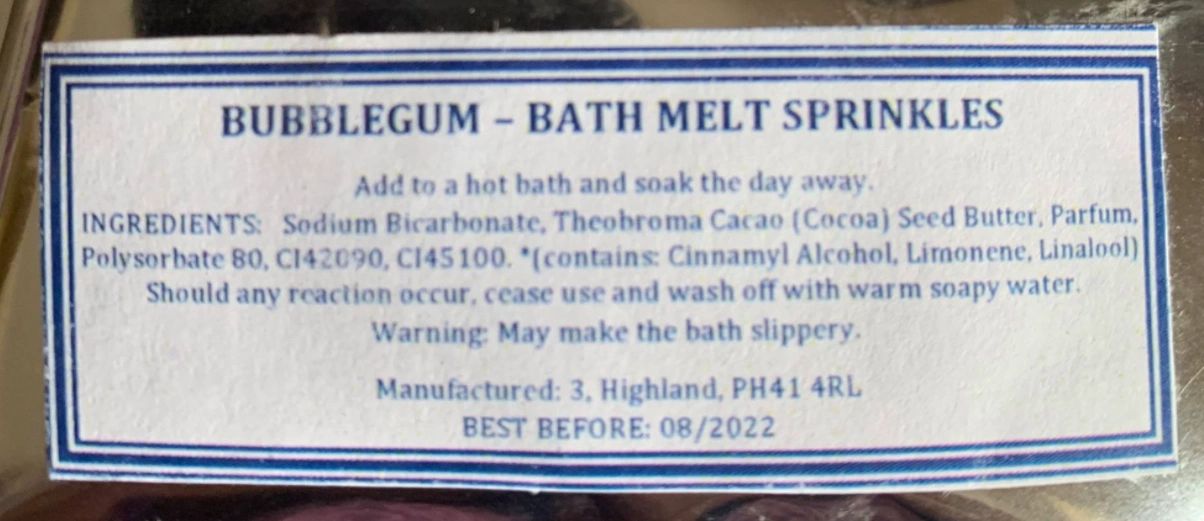 BUBBLEGUM – BATH MELT SPRINKLES
Add to a hot bath and soak the day away.
INGREDIENTS: Sodium Bicarbonate, Theobroma Cacao (Cocoa) Seed Butter, Parfum,
Polysorbate 80, CI42090, CI45100. *(contains: Cinnamyl Alcohol, Limonene, Linalool)
Should any reaction occur, cease use and wash off with warm soapy water.
Warning: May make the bath slippery.
Manufactured: 3, Highland, PH41 4RL
BEST BEFORE: 08/2022